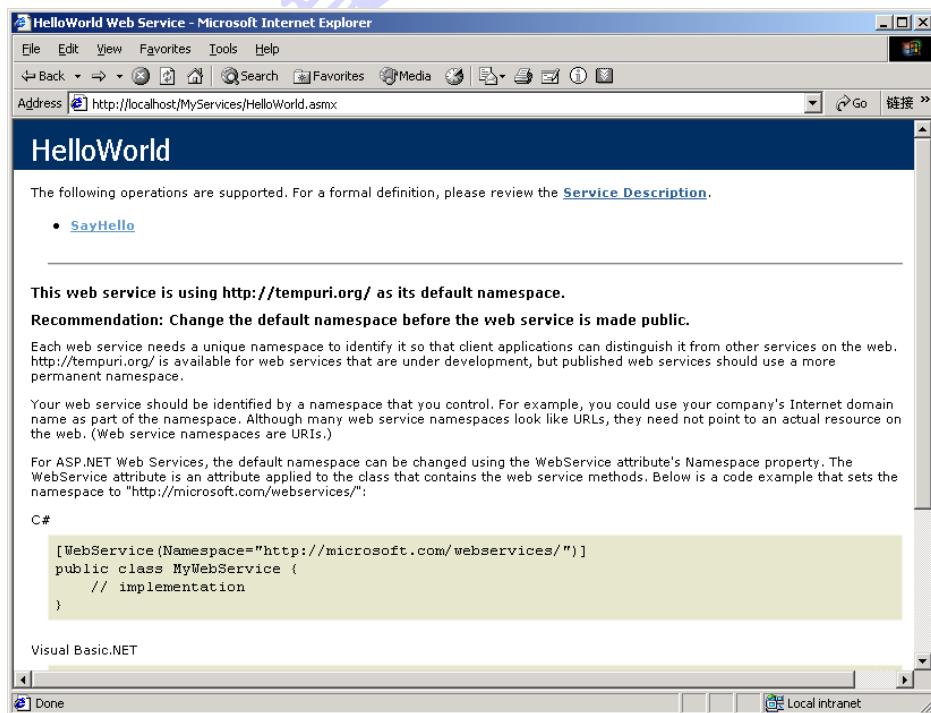 HelloWorld Web Service - Microsoft Internet Explorer
File Edit View Favorites Tools Help
Back Search Favorites Media
Address http://localhost/MyServices/HelloWorld.asmx Go 链接 »
HelloWorld
The following operations are supported. For a formal definition, please review the Service Description.
• SayHello
This web service is using http://tempuri.org/ as its default namespace.
Recommendation: Change the default namespace before the web service is made public.
Each web service needs a unique namespace to identify it so that client applications can distinguish it from other services on the web.
http://tempuri.org/ is available for web services that are under development, but published web services should use a more
permanent namespace.
Your web service should be identified by a namespace that you control. For example, you could use your company's Internet domain
name as part of the namespace. Although many web service namespaces look like URLs, they need not point to an actual resource on
the web. (Web service namespaces are URIs.)
For ASP.NET Web Services, the default namespace can be changed using the WebService attribute's Namespace property. The
WebService attribute is an attribute applied to the class that contains the web service methods. Below is a code example that sets the
namespace to "http://microsoft.com/webservices/":
C#
[WebService(Namespace="http://microsoft.com/webservices/")]
public class MyWebService {
// implementation
}
Visual Basic.NET
Done Local intranet